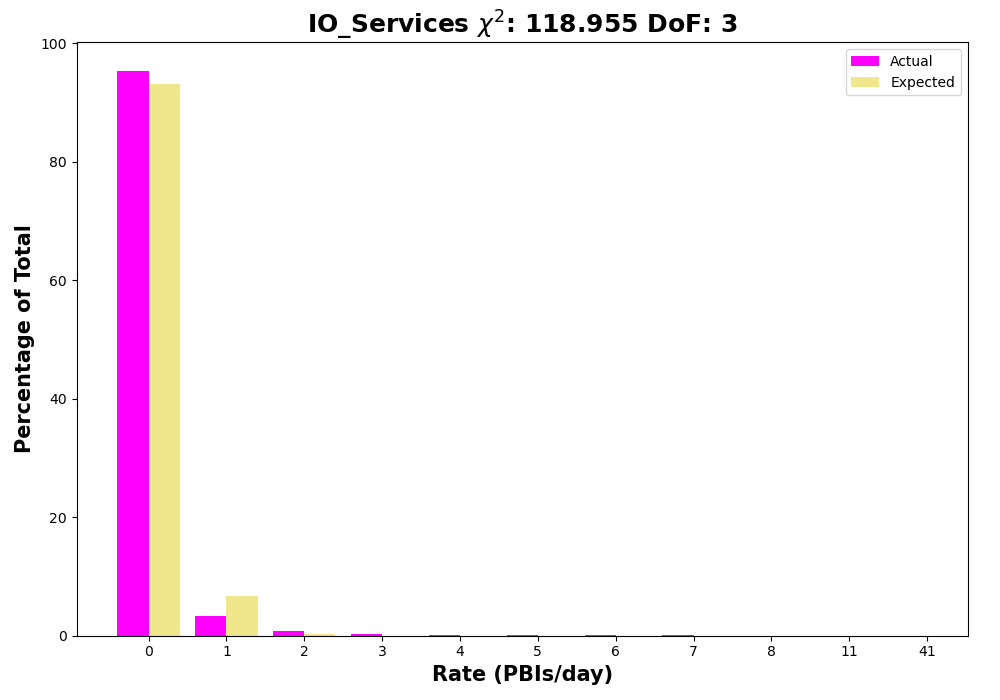 IO_Services χ²: 118.955 DoF: 3
Actual
Expected
Percentage of Total
100
80
60
40
20
0
0 1 2 3 4 5 6 7 8 11 41
Rate (PBIs/day)